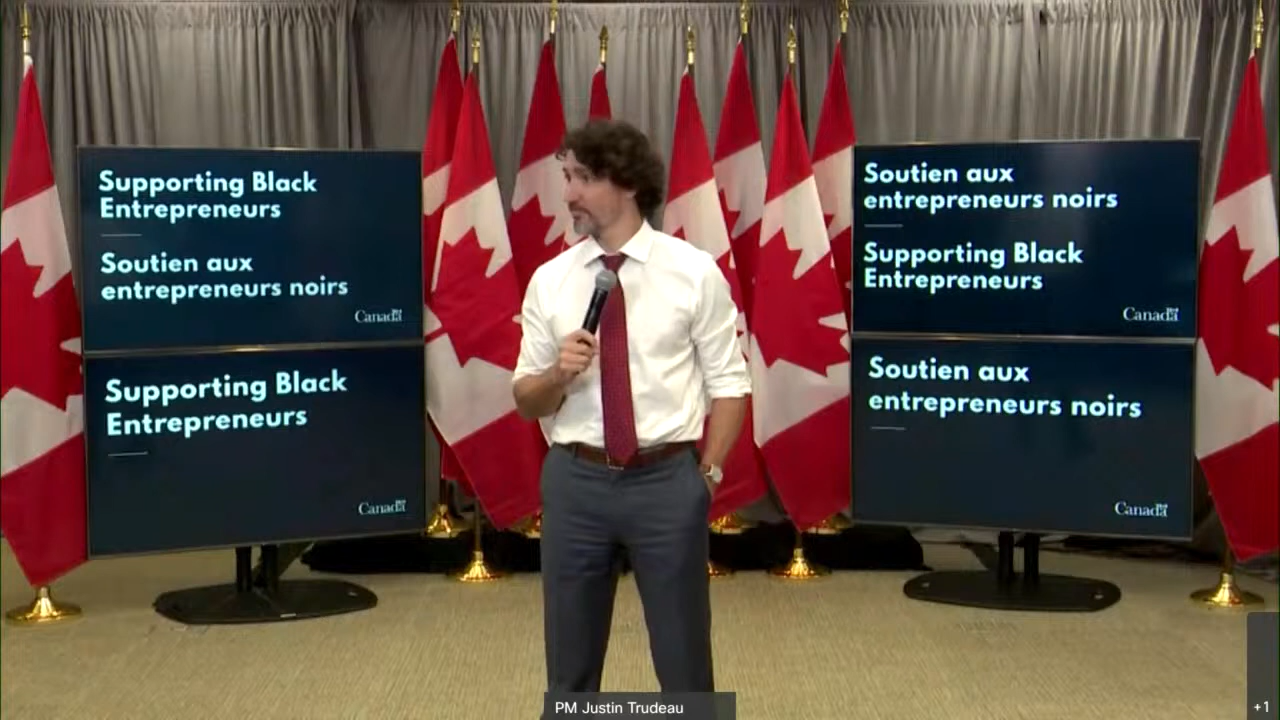 Supporting Black
Entrepreneurs
Soutien aux
entrepreneurs noirs
Canada
Supporting Black
Entrepreneurs
Canada
Soutien aux
entrepreneurs noirs
Supporting Black
Entrepreneurs
Canada
Soutien aux
entrepreneurs noirs
Canada
PM Justin Trudeau
+1